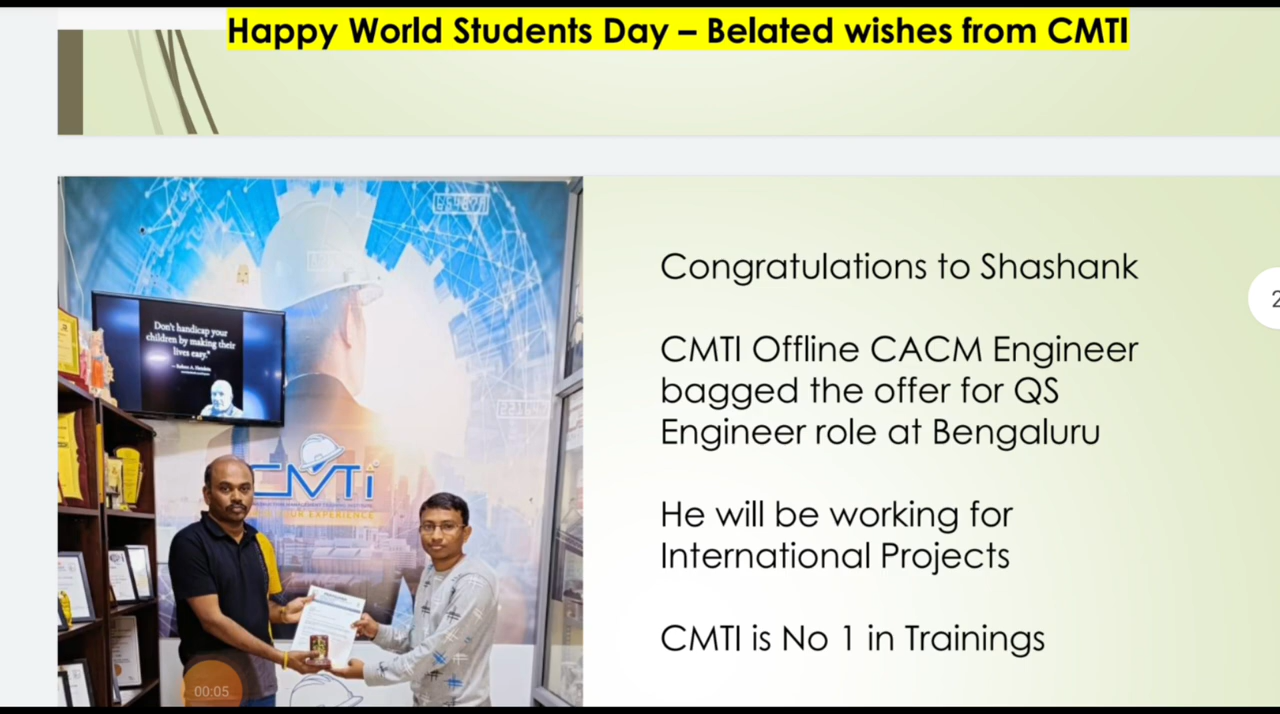 Happy World Students Day – Belated wishes from CMTI
Congratulations to Shashank
CMTI Offline CACM Engineer
bagged the offer for QS
Engineer role at Bengaluru
He will be working for
International Projects
CMTI is No 1 in Trainings
2
Don't handicap your
children by making their
lives easy."
CMTi
EXPERIENCE
00:05